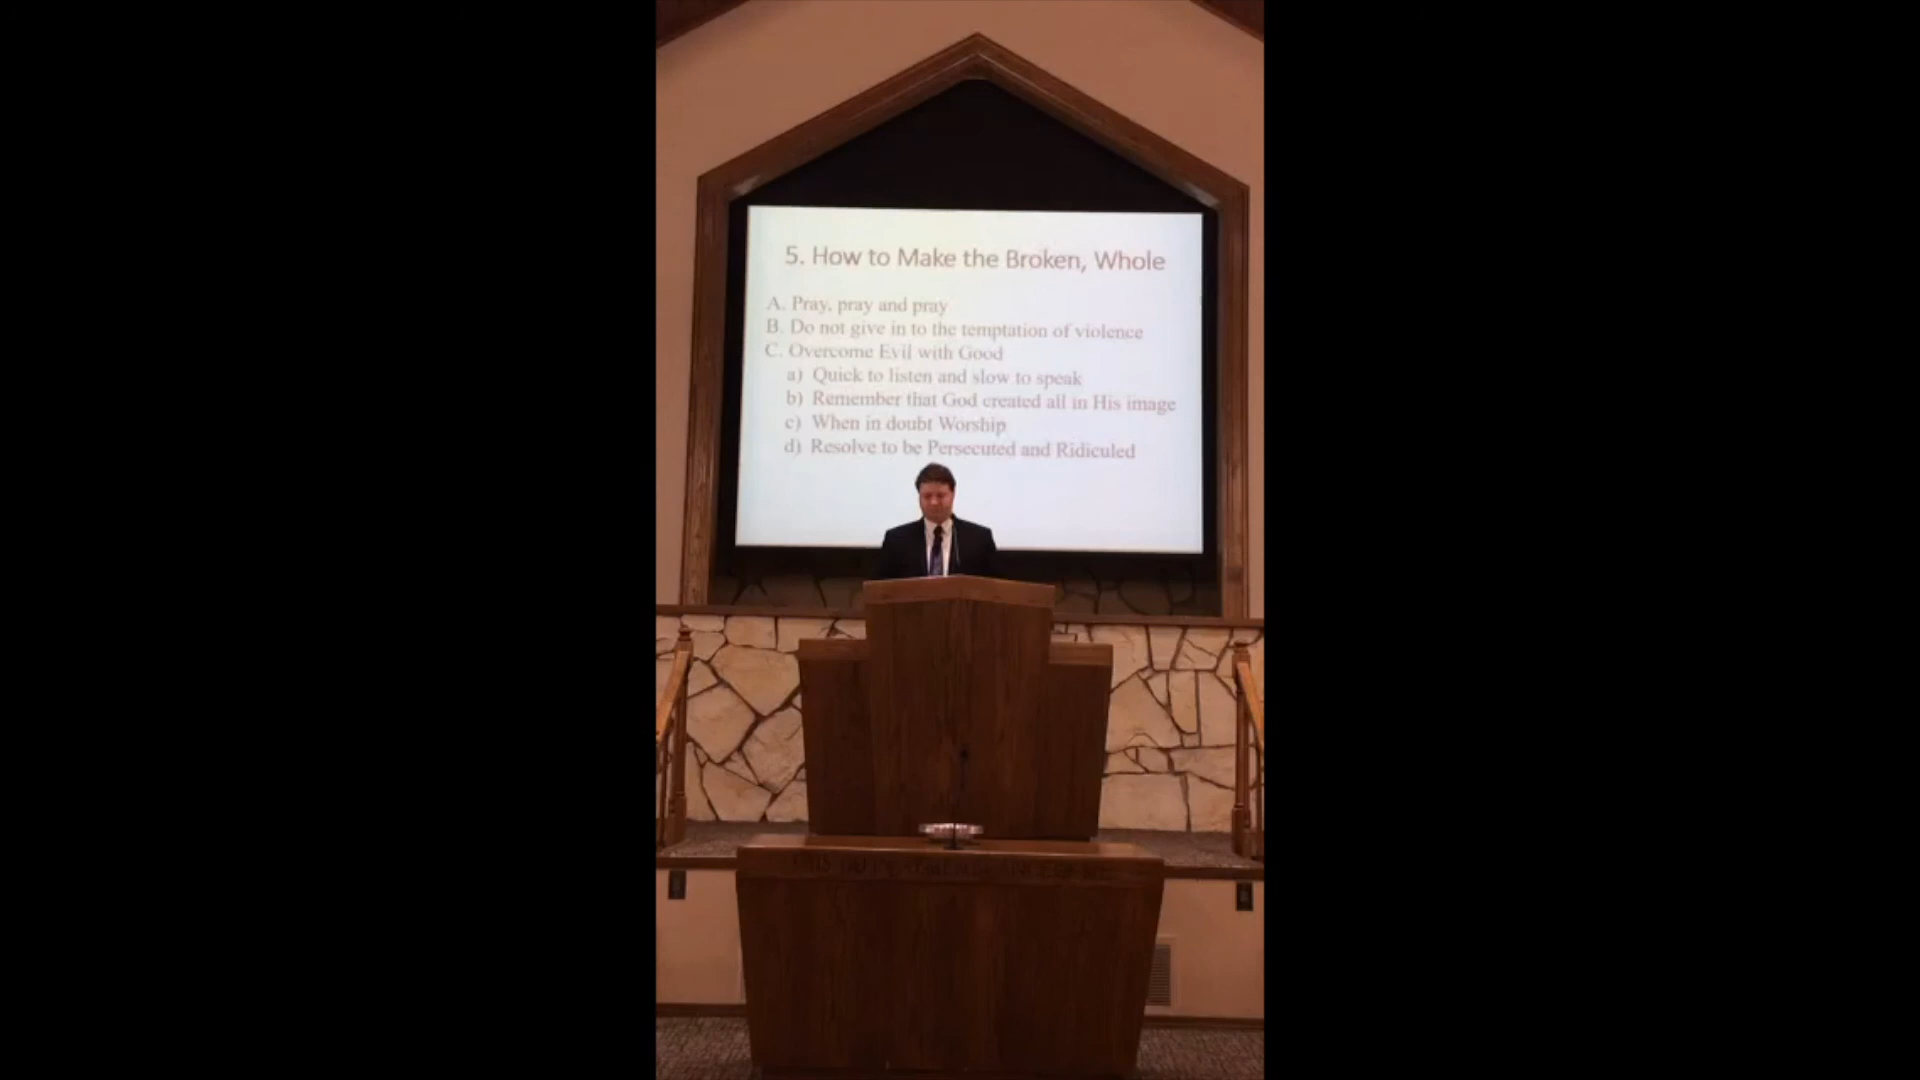 5. How to Make the Broken, Whole
A. Pray, pray and pray
B. Do not give in to the temptation of violence
C. Overcome Evil with Good
a) Quick to listen and slow to speak
b) Remember that God created all in His image
c) When in doubt Worship
d) Resolve to be Persecuted and Ridiculed